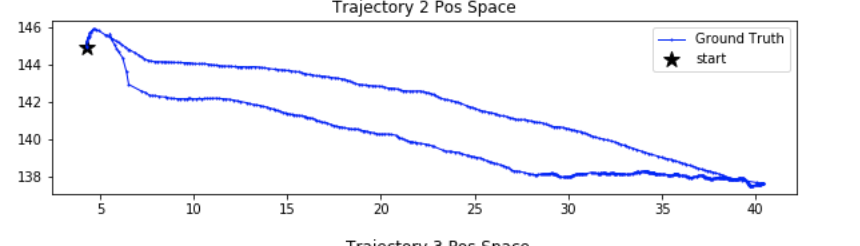 Trajectory 2 Pos Space
146
144
142
140
138
Ground Truth
start
5 10 15 20 25 30 35 40
Trajectory 3 Pos Space